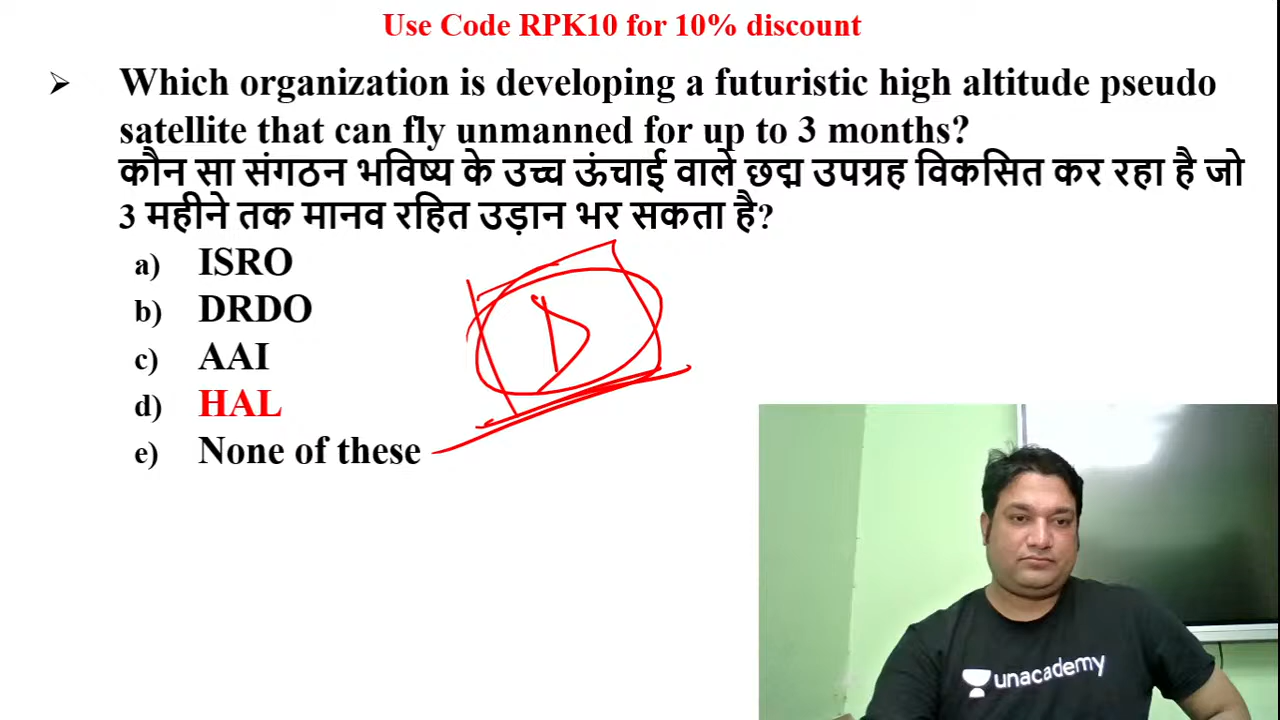 Use Code RPK10 for 10% discount
➢ Which organization is developing a futuristic high altitude pseudo
satellite that can fly unmanned for up to 3 months?
कौन सा संगठन भविष्य के उच्च ऊंचाई वाले छद्म उपग्रह विकसित कर रहा है जो
3 महीने तक मानव रहित उड़ान भर सकता है?
a) ISRO
b) DRDO
c) AAI
d) HAL
e) None of these
D
unacademy